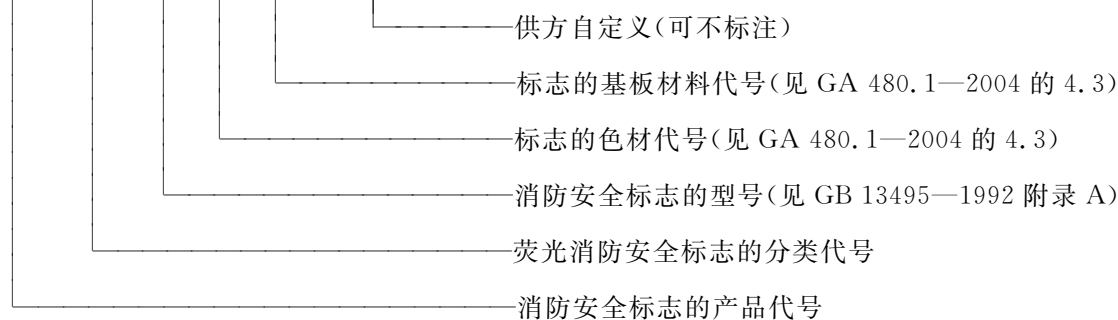 供方自定义(可不标注)
标志的基板材料代号(见 GA 480.1—2004 的 4.3)
标志的色材代号(见 GA 480.1—2004 的 4.3)
消防安全标志的型号(见 GB 13495—1992 附录 A)
荧光消防安全标志的分类代号
消防安全标志的产品代号